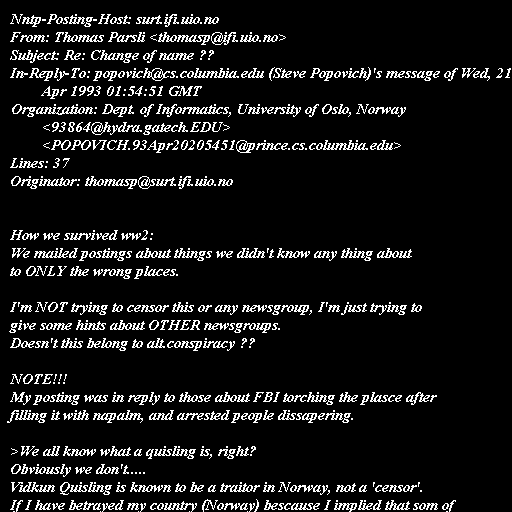 Nntp-Posting-Host: surt.ifi.uio.no
From: Thomas Parsli <thomasp@ifi.uio.no>
Subject: Re: Change of name ??
In-Reply-To: popovich@cs.columbia.edu (Steve Popovich)'s message of Wed, 21
Apr 1993 01:54:51 GMT
Organization: Dept. of Informatics, University of Oslo, Norway
<93864@hydra.gatech.EDU>
<POPOVICH.93Apr20205451@prince.cs.columbia.edu>
Lines: 37
Originator: thomasp@surt.ifi.uio.no
How we survived ww2:
We mailed postings about things we didn't know any thing about
to ONLY the wrong places.
I'm NOT trying to censor this or any newsgroup, I'm just trying to
give some hints about OTHER newsgroups.
Doesn't this belong to alt.conspiracy ??
NOTE!!!
My posting was in reply to those about FBI torching the plasce after
filling it with napalm, and arrested people dissapering.
>We all know what a quisling is, right?
Obviously we don't.....
Vidkun Quisling is known to be a traitor in Norway, not a 'censor'.
If I have betrayed my country (Norway) bescause I implied that som of